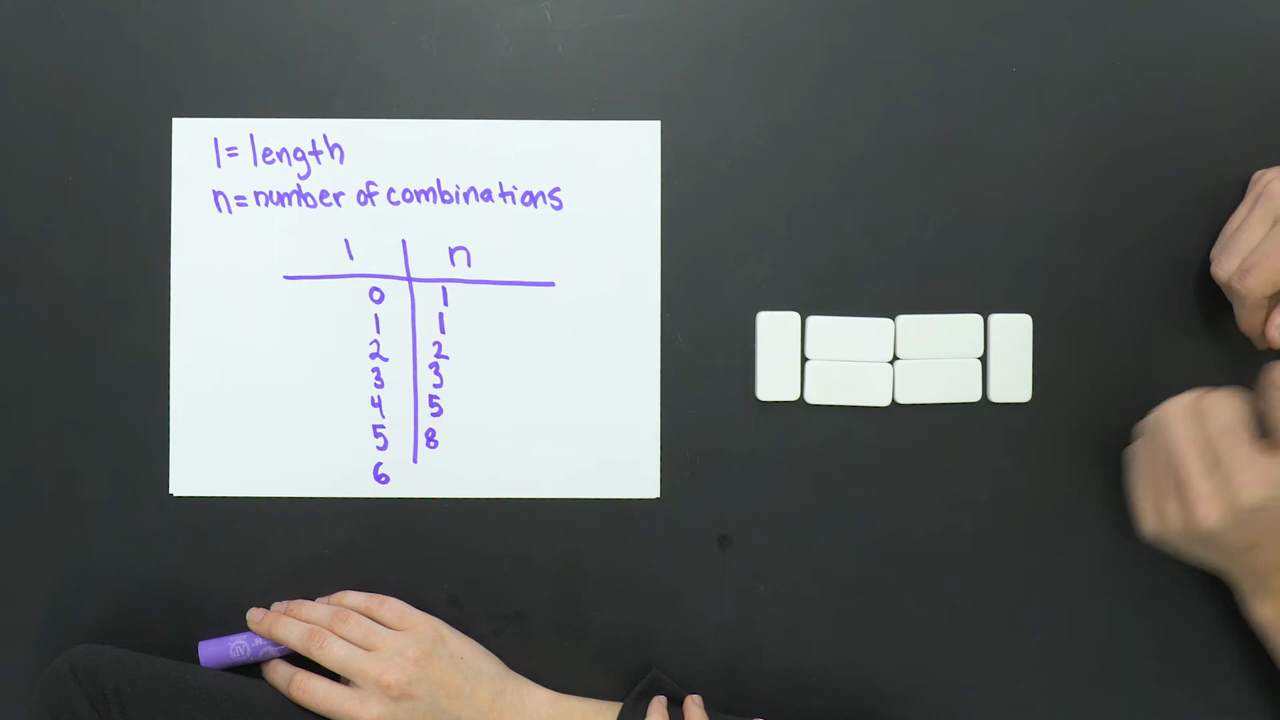 l = length
n = number of combinations
l n
0 1
1 1
2 2
3 3
4 5
5 8
6